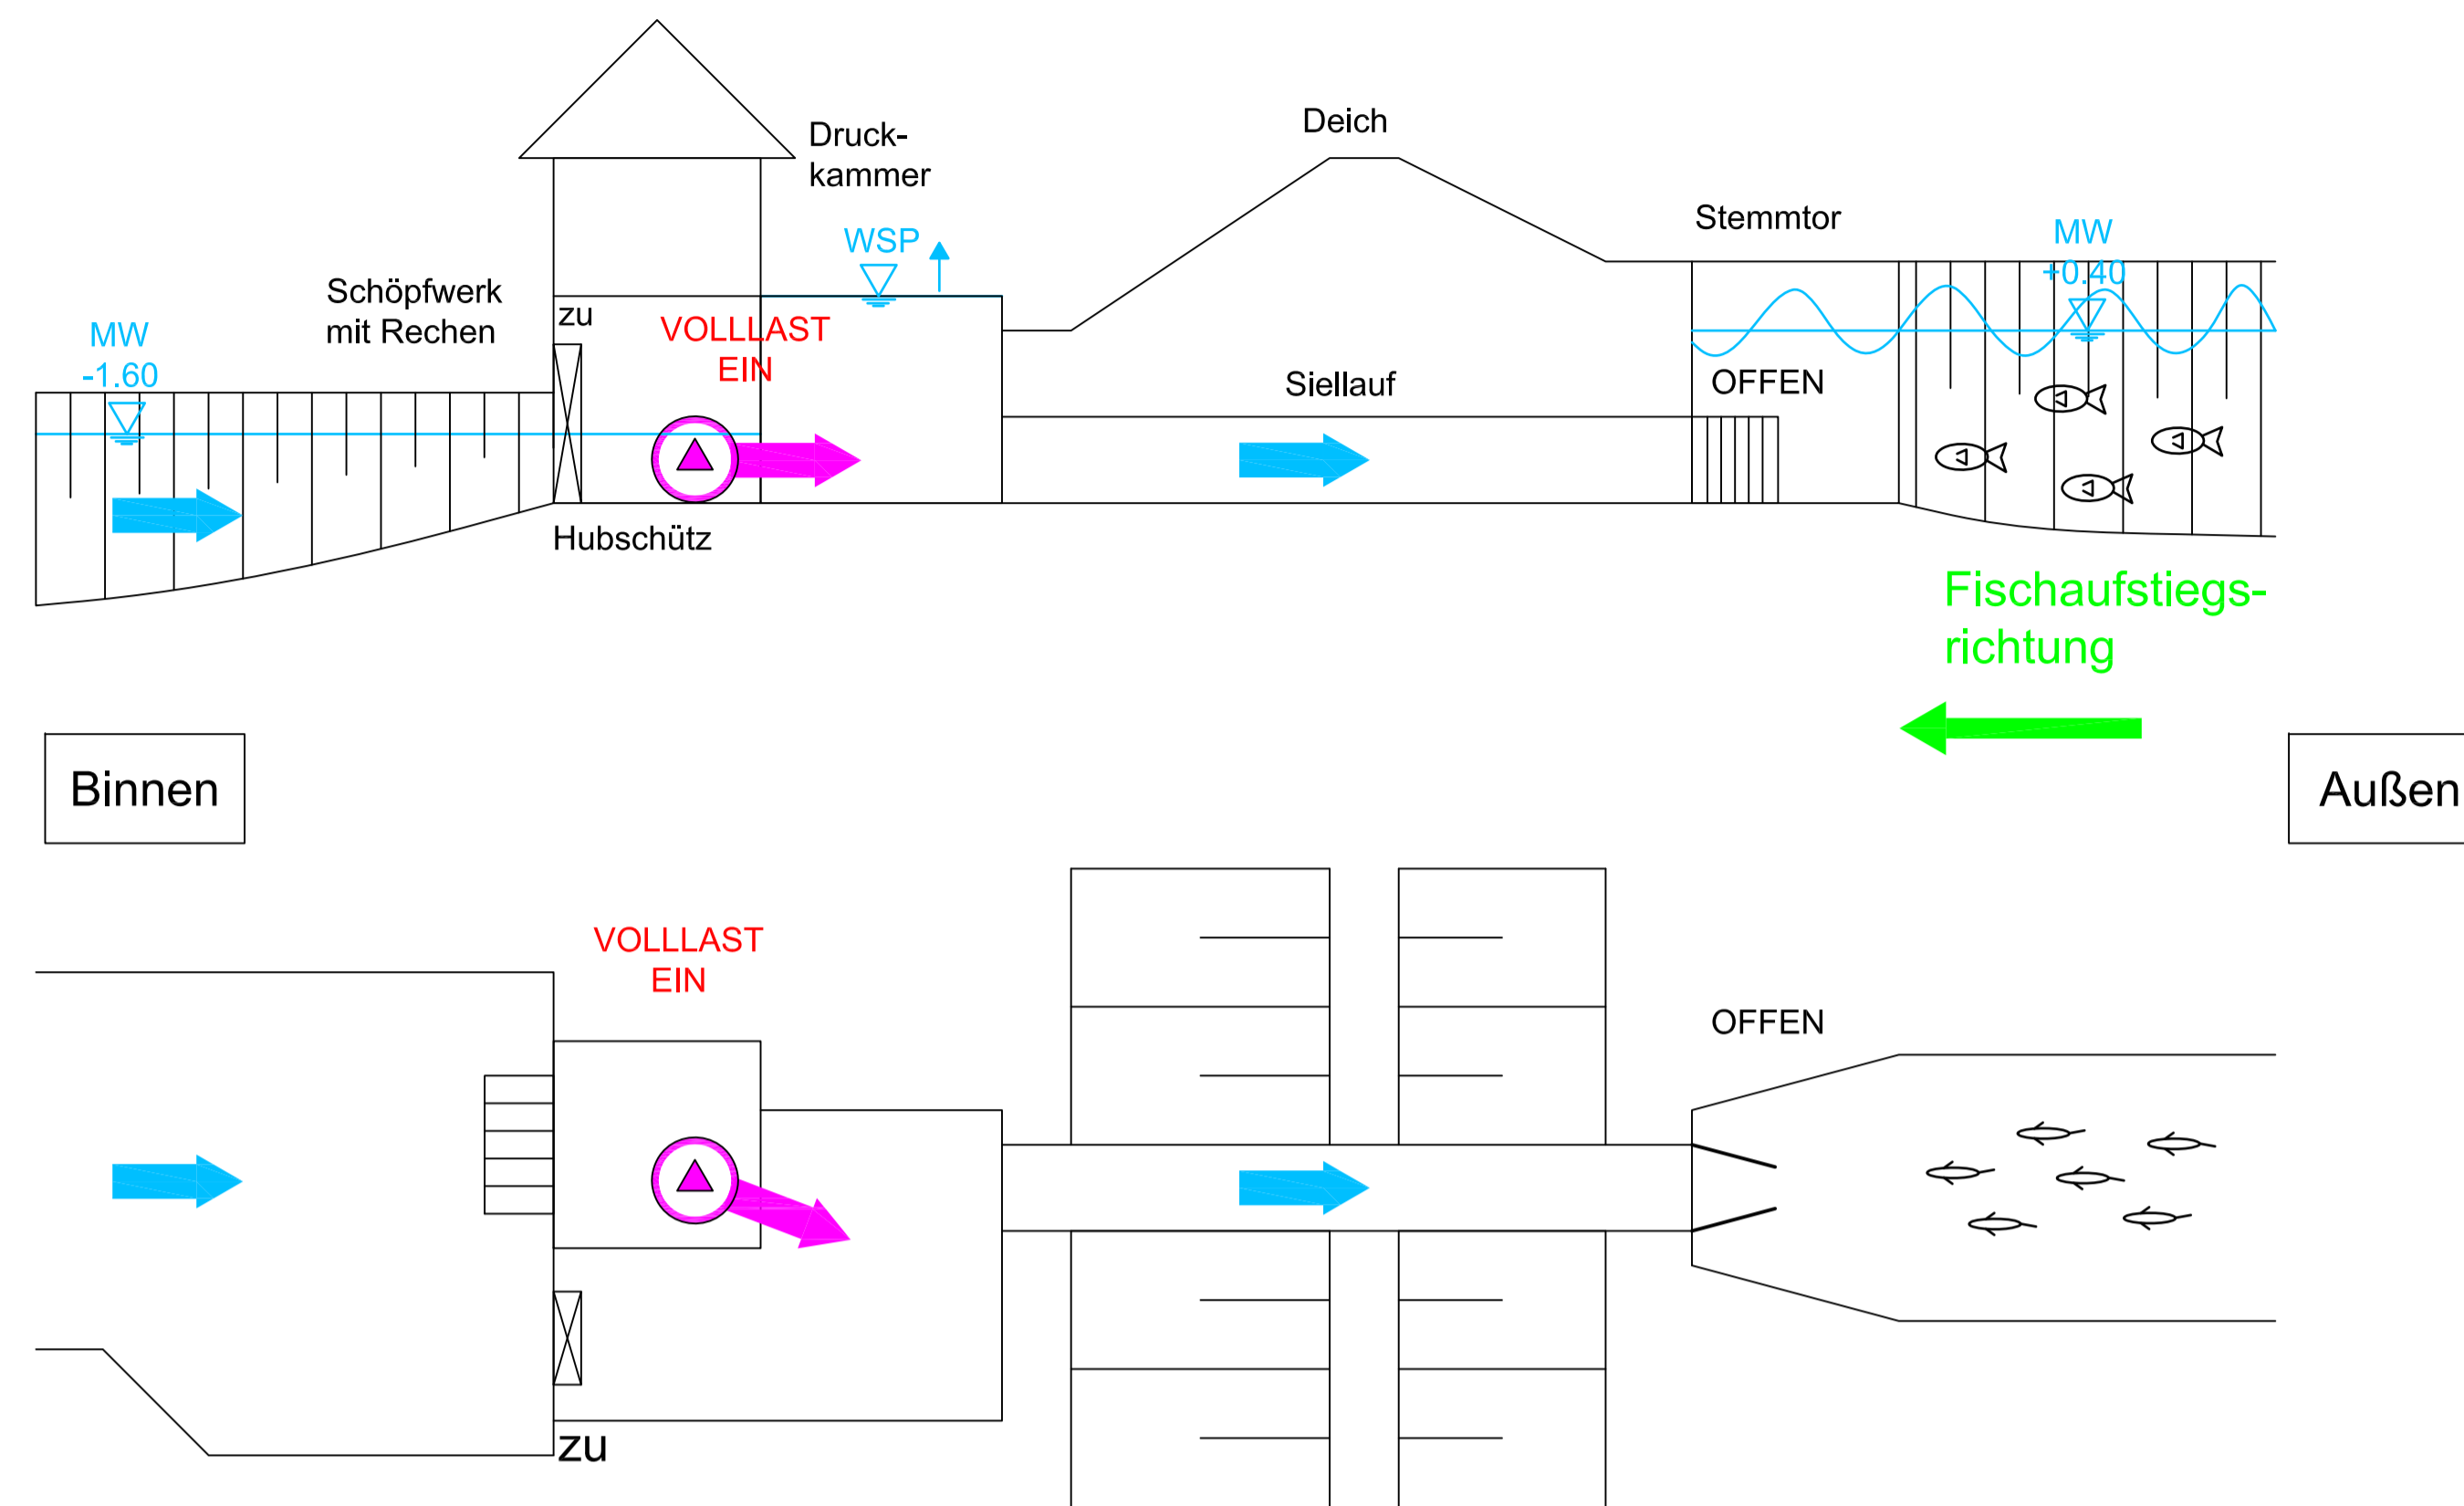 Druck-
kammer
Deich
Stemmtor
MW
+0.40
WSP
Schöpfwerk
mit Rechen
zu
VOLLLAST
EIN
MW
-1.60
Siellauf
OFFEN
Hubschütz
Fischaufstiegs-
richtung
Binnen
Außen
VOLLLAST
EIN
OFFEN
zu